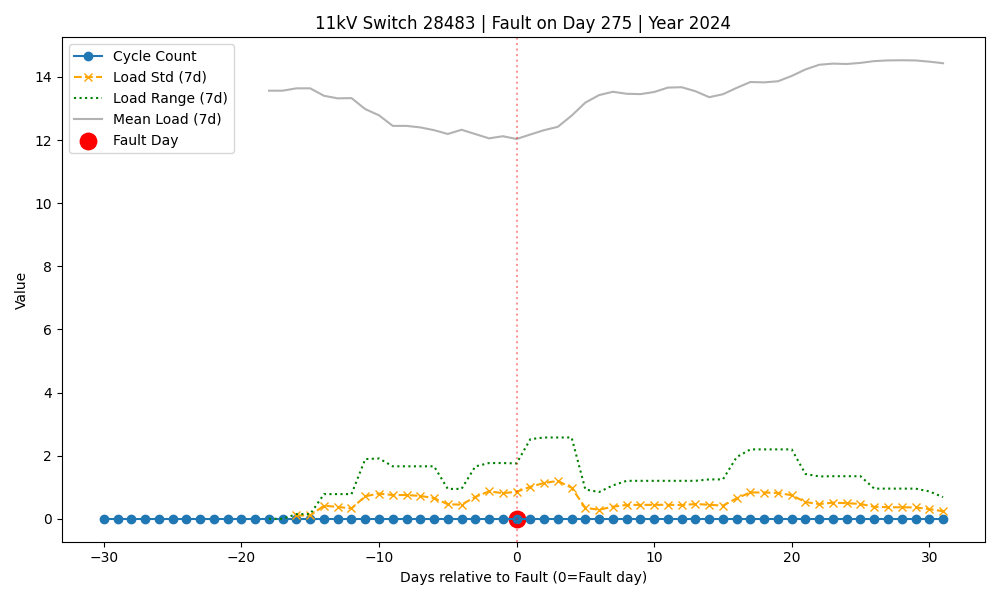 11kV Switch 28483 | Fault on Day 275 | Year 2024
Cycle Count
Load Std (7d)
Load Range (7d)
Mean Load (7d)
Fault Day
Value
14
12
10
8
6
4
2
0
−30
−20
−10
0
10
20
30
Days relative to Fault (0=Fault day)